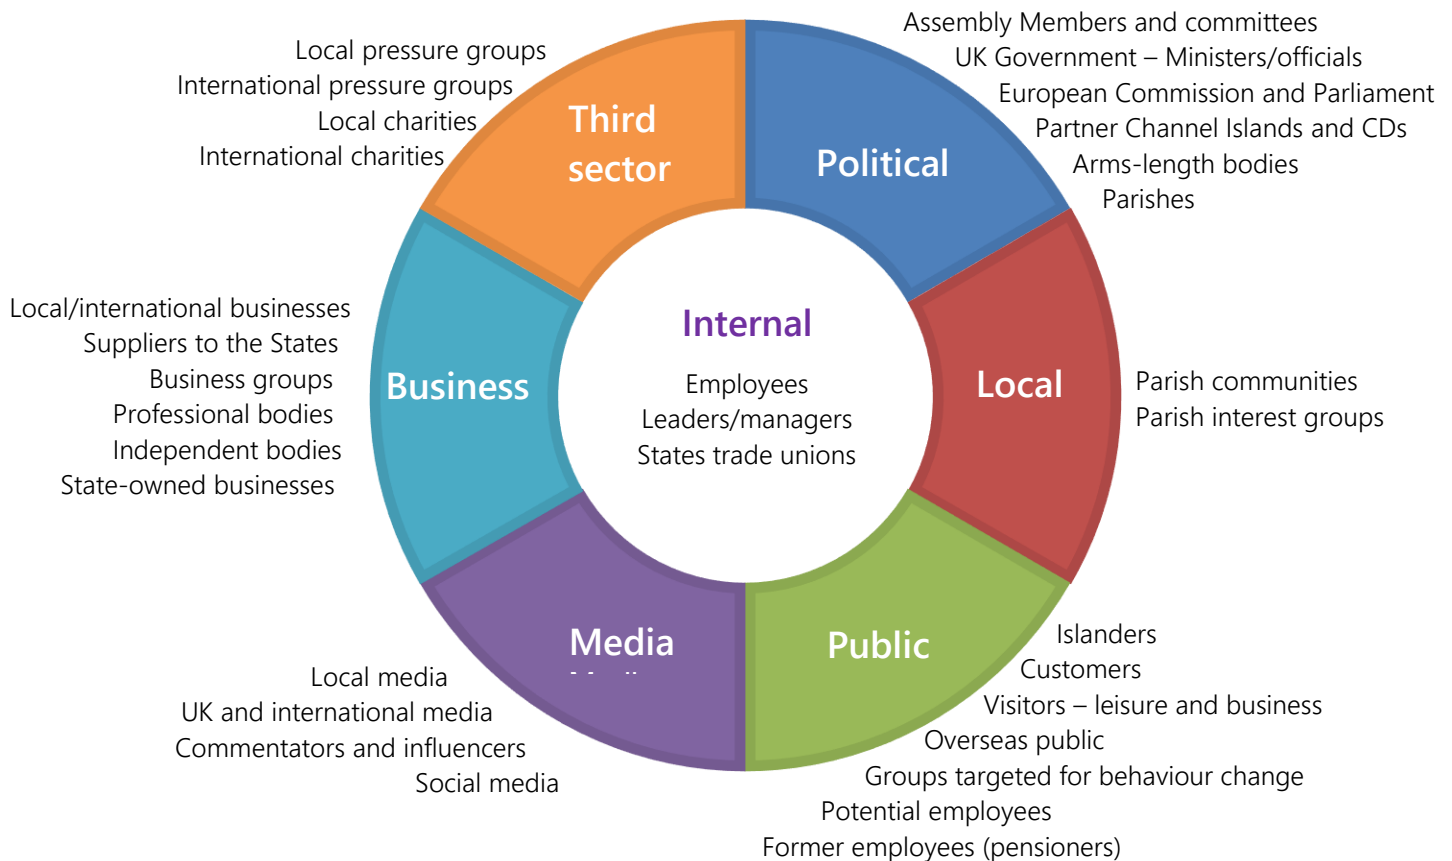 Local pressure groups
International pressure groups
Local charities
International charities
Third
sector
Assembly Members and committees
UK Government – Ministers/officials
European Commission and Parliament
Partner Channel Islands and CDs
Arms-length bodies
Parishes
Political
Local/international businesses
Suppliers to the States
Business groups
Professional bodies
Independent bodies
State-owned businesses
Business
Internal
Employees
Leaders/managers
States trade unions
Local
Parish communities
Parish interest groups
Media
Local media
UK and international media
Commentators and influencers
Social media
Public
Islanders
Customers
Visitors – leisure and business
Overseas public
Groups targeted for behaviour change
Potential employees
Former employees (pensioners)